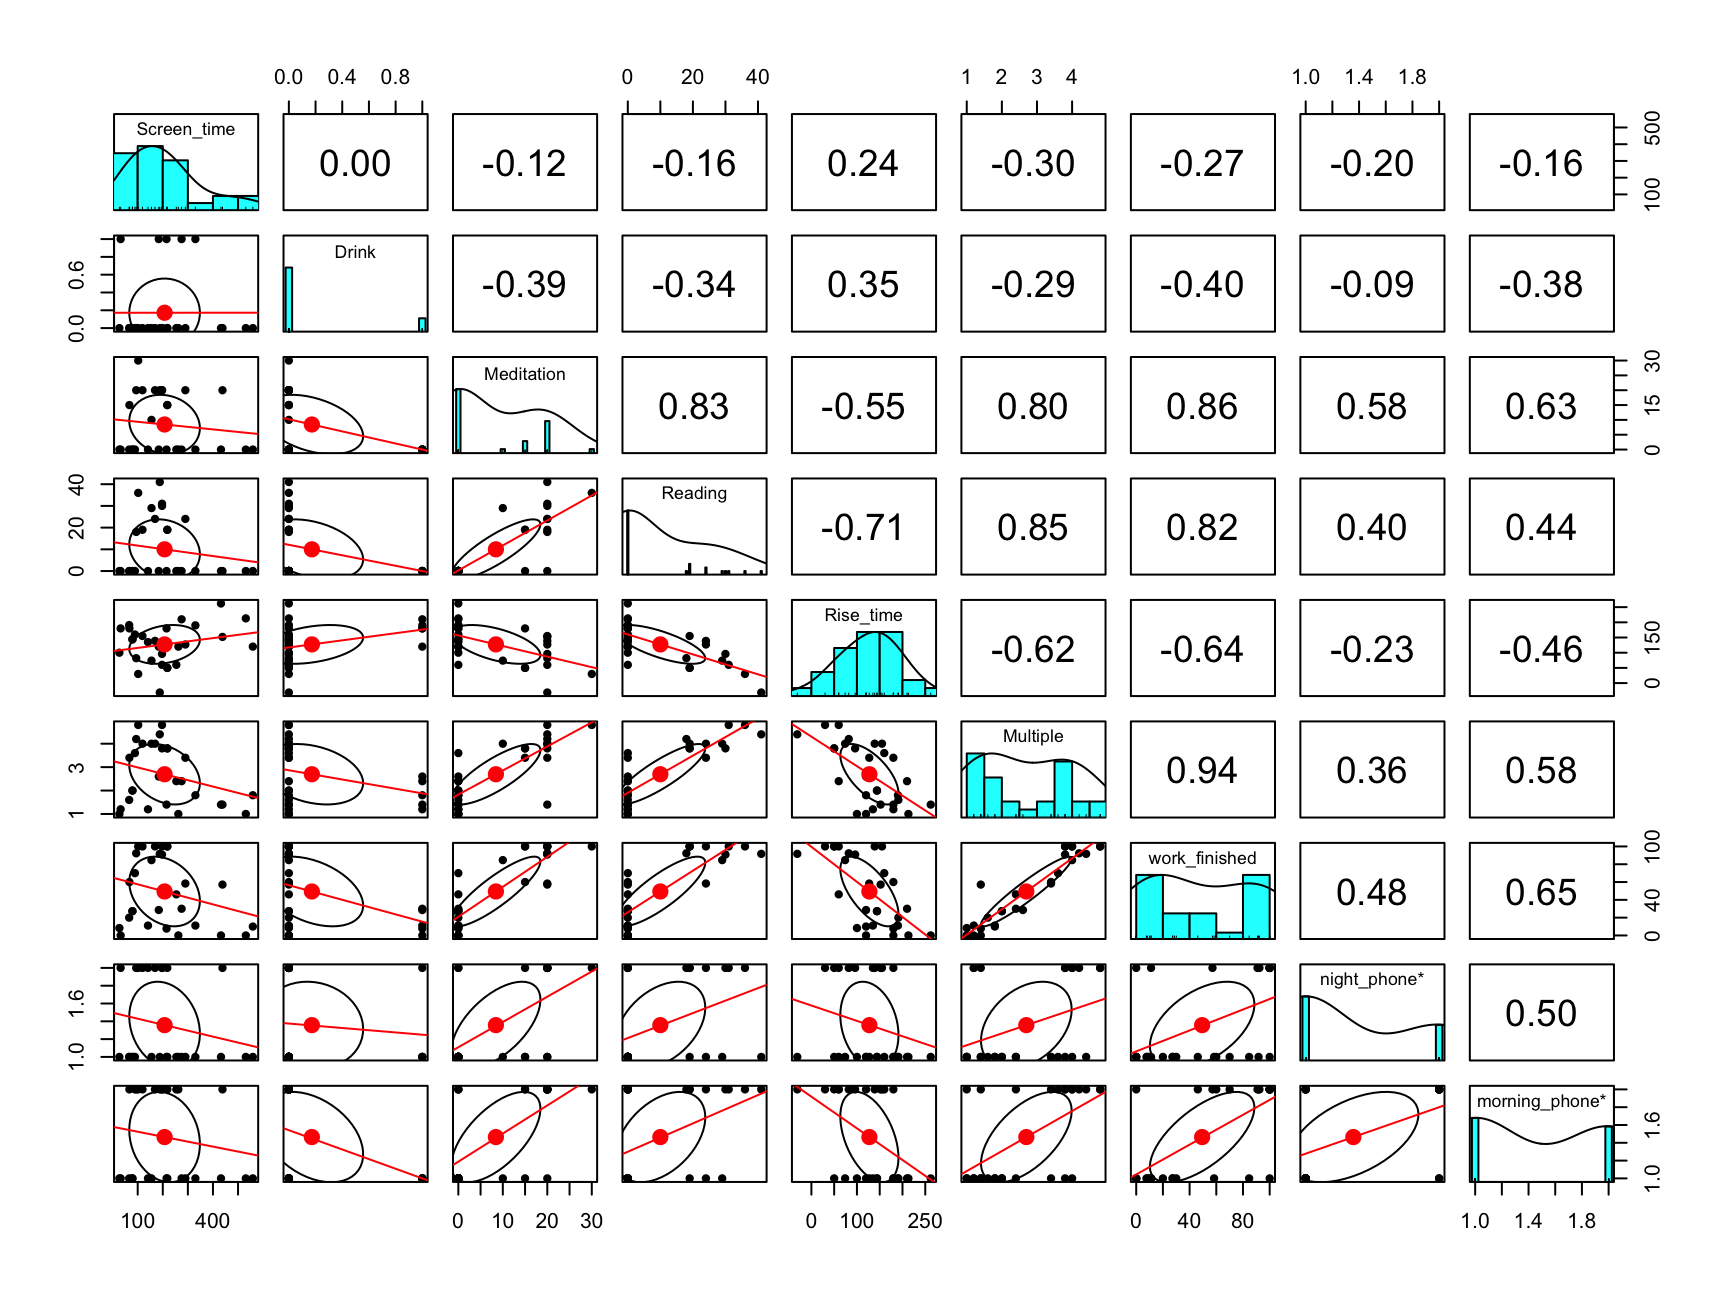 0.0 0.4 0.8 0 20 40 1 2 3 4 1.0 1.4 1.8
Screen_time 0.00 -0.12 -0.16 0.24 -0.30 -0.27 -0.20 -0.16 100 500
0.0 0.6 Drink -0.39 -0.34 0.35 -0.29 -0.40 -0.09 -0.38
Meditation 0.83 -0.55 0.80 0.86 0.58 0.63 0 15 30
0 20 40 Reading -0.71 0.85 0.82 0.40 0.44
Rise_time -0.62 -0.64 -0.23 -0.46 0 150
1 3 Multiple 0.94 0.36 0.58
work_finished 0.48 0.65 0 40 100
1.0 1.6 night_phone* 0.50
morning_phone* 1.0 1.6
100 400 0 10 20 30 0 100 250 0 40 80 1.0 1.4 1.8